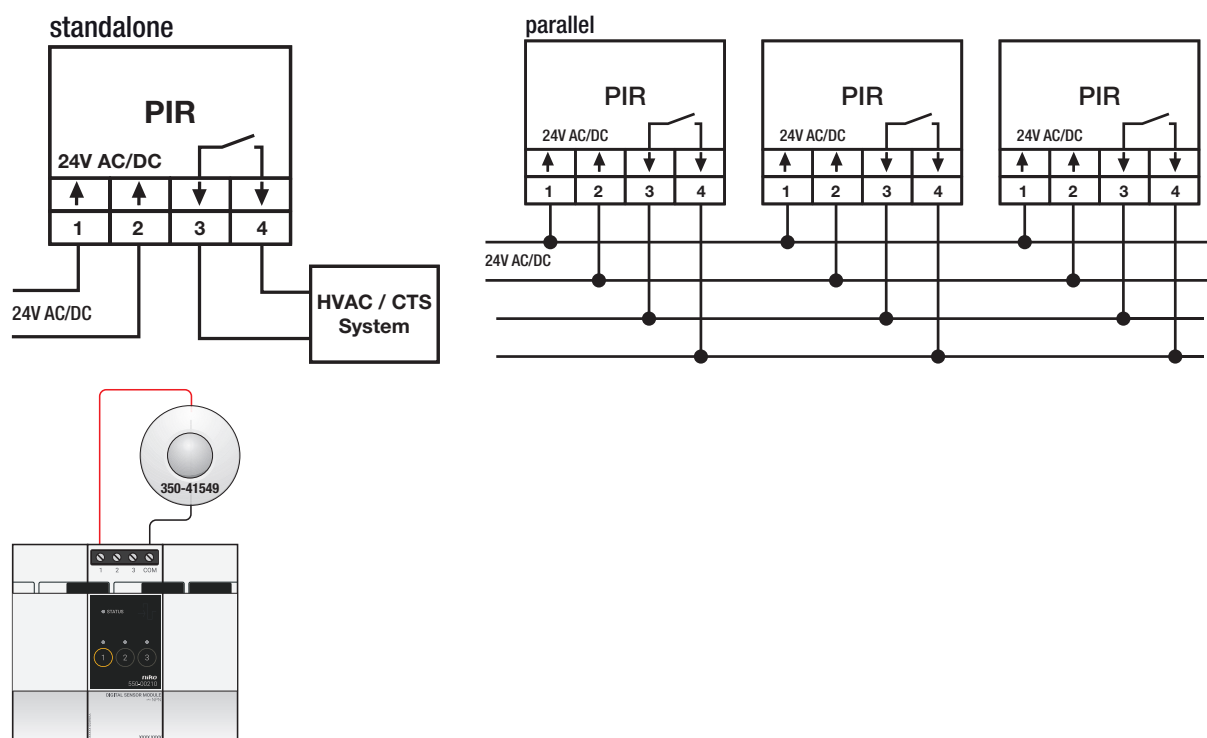 standalone
PIR
24V AC/DC
1 2 3 4
24V AC/DC
HVAC / CTS
System
parallel
PIR
24V AC/DC
1 2 3 4
PIR
24V AC/DC
1 2 3 4
PIR
24V AC/DC
1 2 3 4
24V AC/DC
350-41549
1 2 3 COM
STATUS
1 2 3
niko
550-00210
DIGITAL SENSOR MODULE